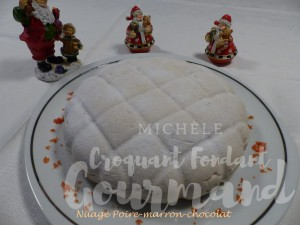 MICHÈLE
Croquant Fondant
Gourmand
Nuage Poire-marron-chocolat